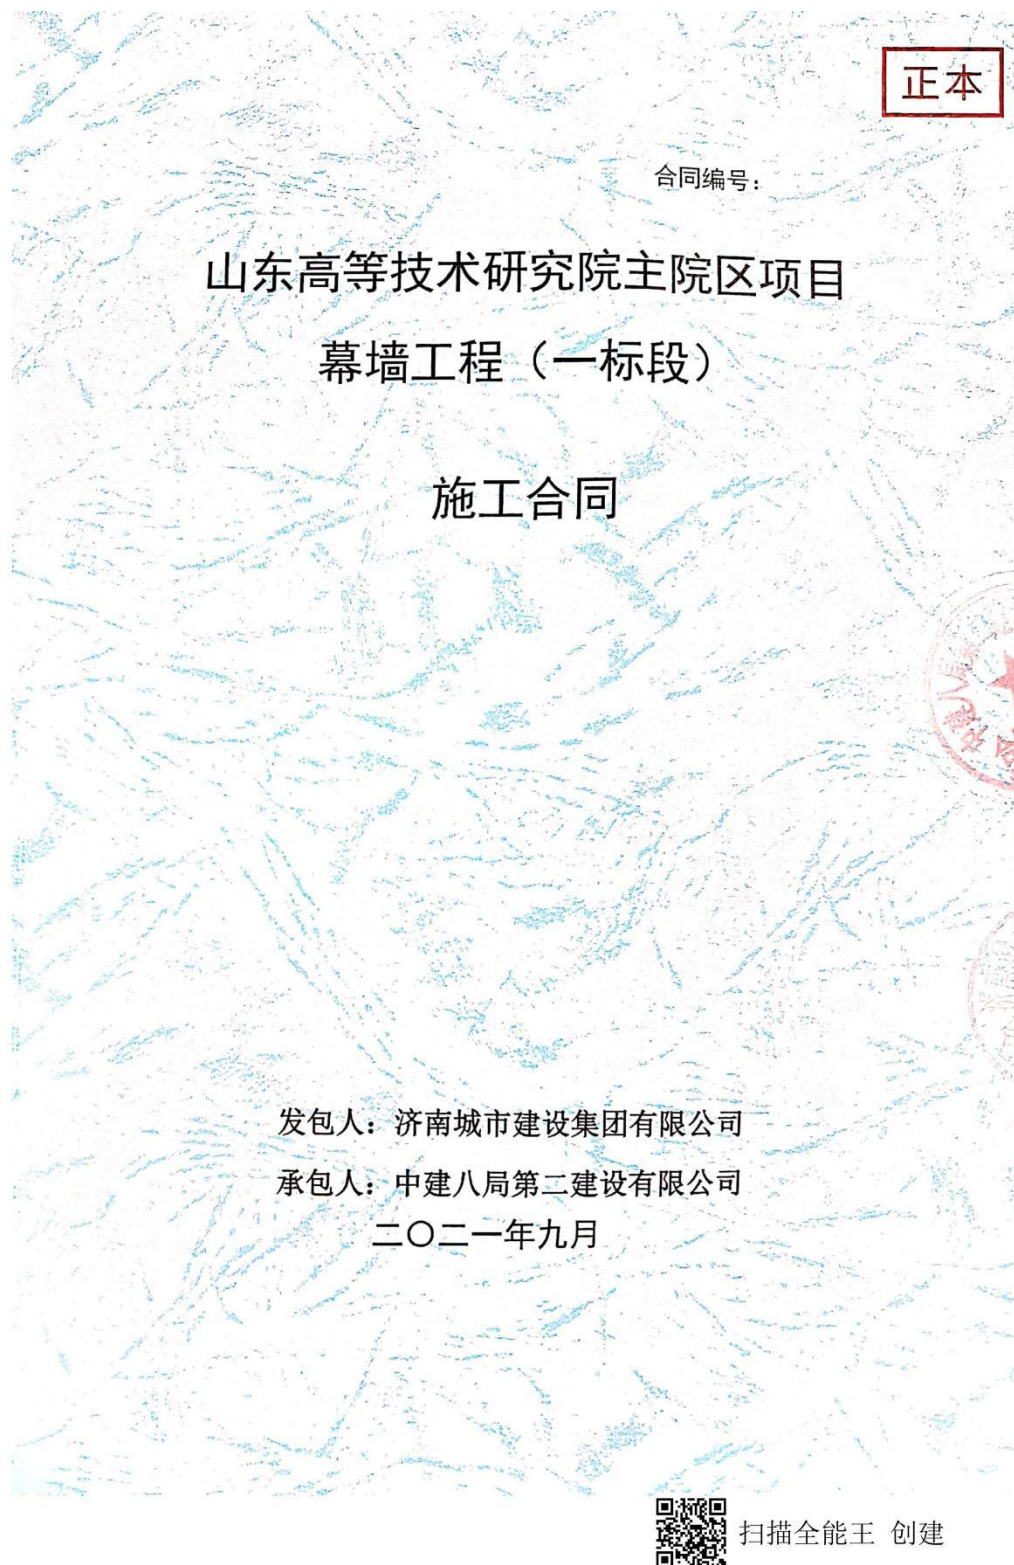 正本
合同编号：
山东高等技术研究院主院区项目
幕墙工程（一标段）
施工合同
发包人：济南城市建设集团有限公司
承包人：中建八局第二建设有限公司
二〇二一年九月
扫描全能王 创建